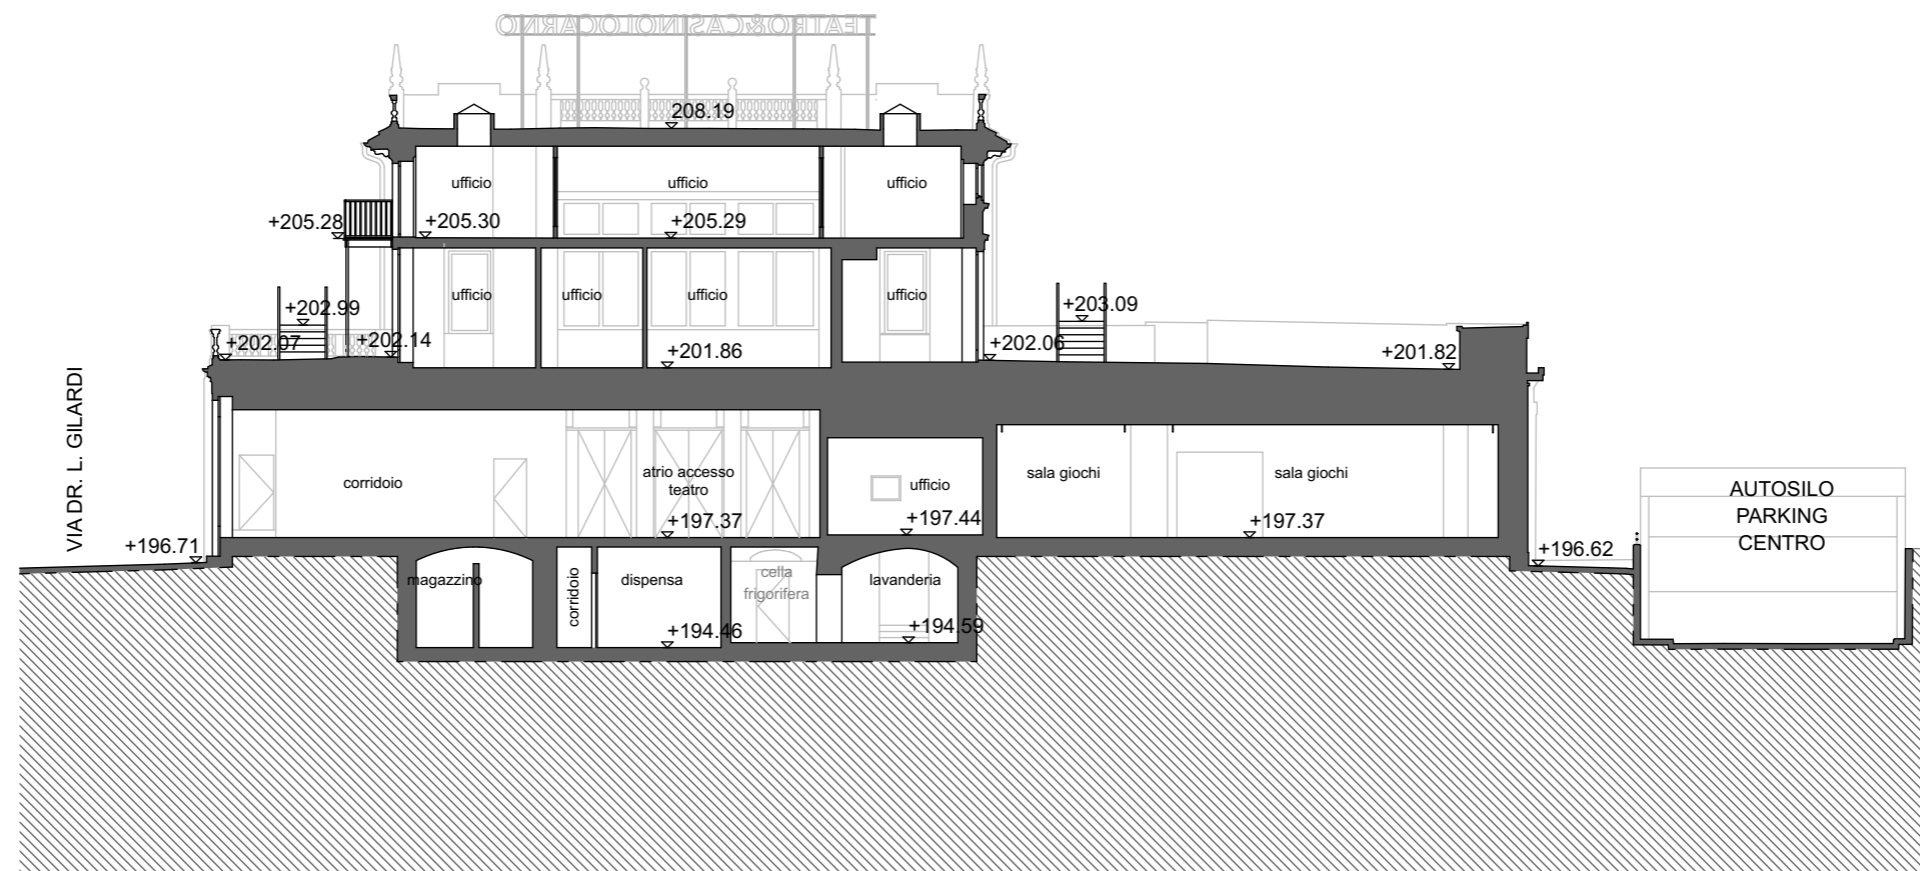 TEATRO&CASINOLOCARNO
208.19
ufficio
ufficio
ufficio
+205.28
+205.30
+205.29
ufficio
ufficio
ufficio
ufficio
+202.99
+203.09
+202.07
+202.14
+201.86
+202.06
+201.82
VIA DR. L. GILARDI
corridoio
atrio accesso
teatro
ufficio
sala giochi
sala giochi
+197.37
+197.44
+197.37
+196.71
+196.62
AUTOSILO
PARKING
CENTRO
magazzino
corridoio
dispensa
cella
frigorifera
lavanderia
+194.46
+194.59